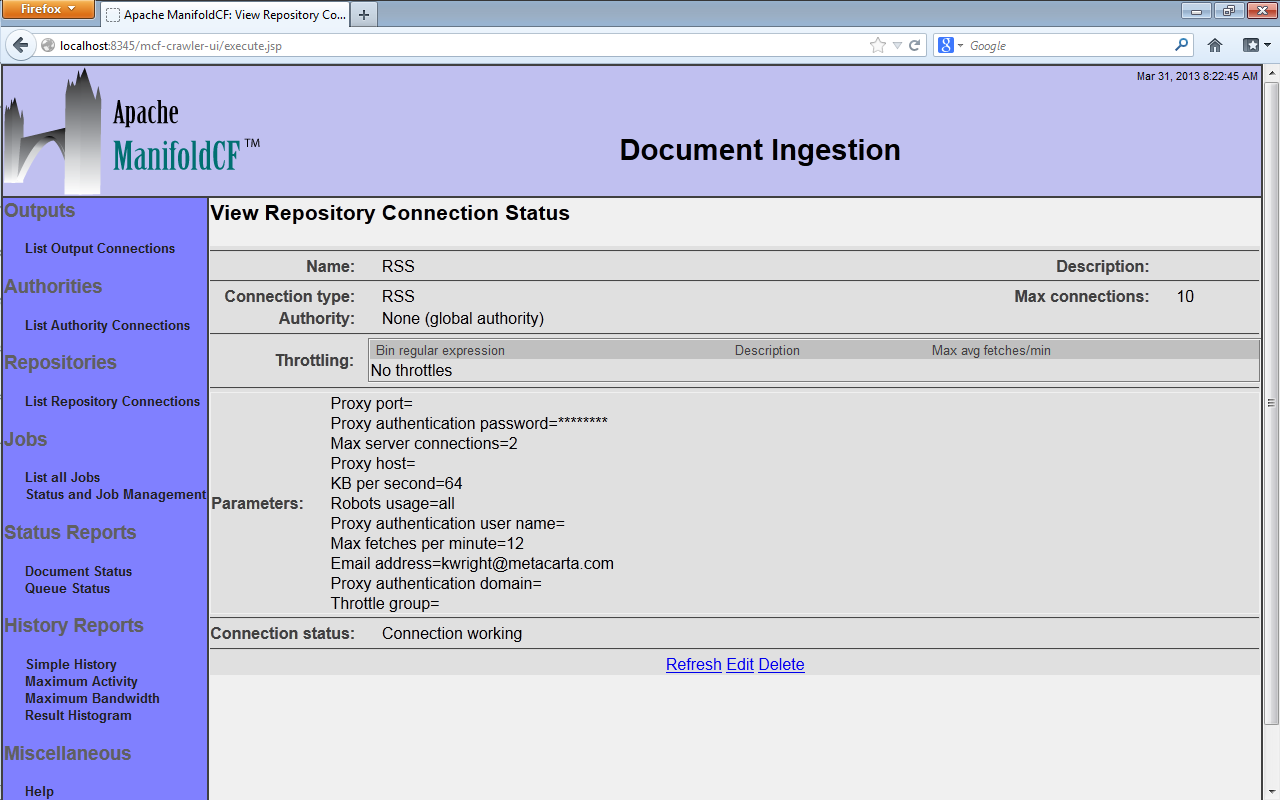 Firefox
Apache ManifoldCF: View Repository Co...
localhost:8345/mcf-crawler-ui/execute.jsp
Google
Mar 31, 2013 8:22:45 AM
Apache
ManifoldCF™
Document Ingestion
Outputs
List Output Connections
Authorities
List Authority Connections
Repositories
List Repository Connections
Jobs
List all Jobs
Status and Job Management
Status Reports
Document Status
Queue Status
History Reports
Simple History
Maximum Activity
Maximum Bandwidth
Result Histogram
Miscellaneous
Help
View Repository Connection Status
Name: RSS Description:
Connection type: RSS Max connections: 10
Authority: None (global authority)
Throttling: Bin regular expression Description Max avg fetches/min
No throttles
Parameters:
Proxy port=
Proxy authentication password=********
Max server connections=2
Proxy host=
KB per second=64
Robots usage=all
Proxy authentication user name=
Max fetches per minute=12
Email address=kwright@metacarta.com
Proxy authentication domain=
Throttle group=
Connection status: Connection working
Refresh Edit Delete